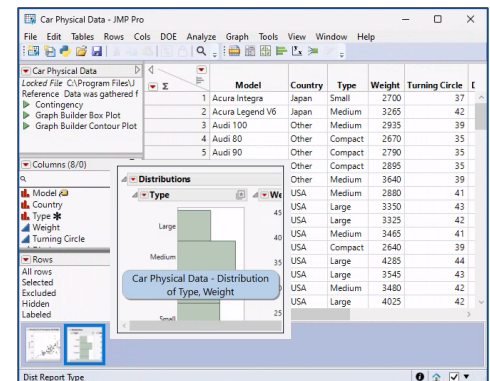 Car Physical Data - JMP Pro
File Edit Tables Rows Cols DOE Analyze Graph Tools View Window Help
Car Physical Data
Locked File C:\Program Files\J
Reference Data was gathered f
Contingency
Graph Builder Box Plot
Graph Builder Contour Plot
Columns (8/0)
Model
Country
Type
Weight
Turning Circle
Rows
All rows
Selected
Excluded
Hidden
Labeled
Σ
Model Country Type Weight Turning Circle
1 Acura Integra Japan Small 2700 37
2 Acura Legend V6 Japan Medium 3265 42
3 Audi 100 Other Medium 2935 39
4 Audi 80 Other Compact 2670 35
5 Audi 90 Other Compact 2790 35
Other Compact 2895 35
Other Medium 3640 39
USA Medium 2880 41
USA Large 3350 43
USA Large 3325 42
USA Medium 3465 41
USA Compact 2640 39
USA Large 4285 44
USA Large 3545 43
USA Medium 3480 42
USA Large 4025 42
Distributions
Type
We
Large
Medium
Small
45
40
35
25
Car Physical Data - Distribution
of Type, Weight
Dist Report Type